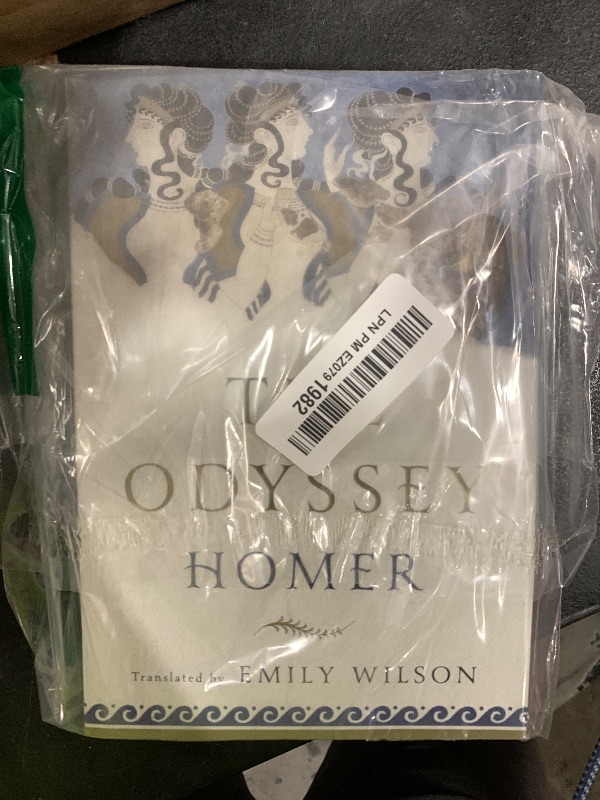 LPN PM EZ079 1982
ODYSSEY
HOMER
Translated by EMILY WILSON